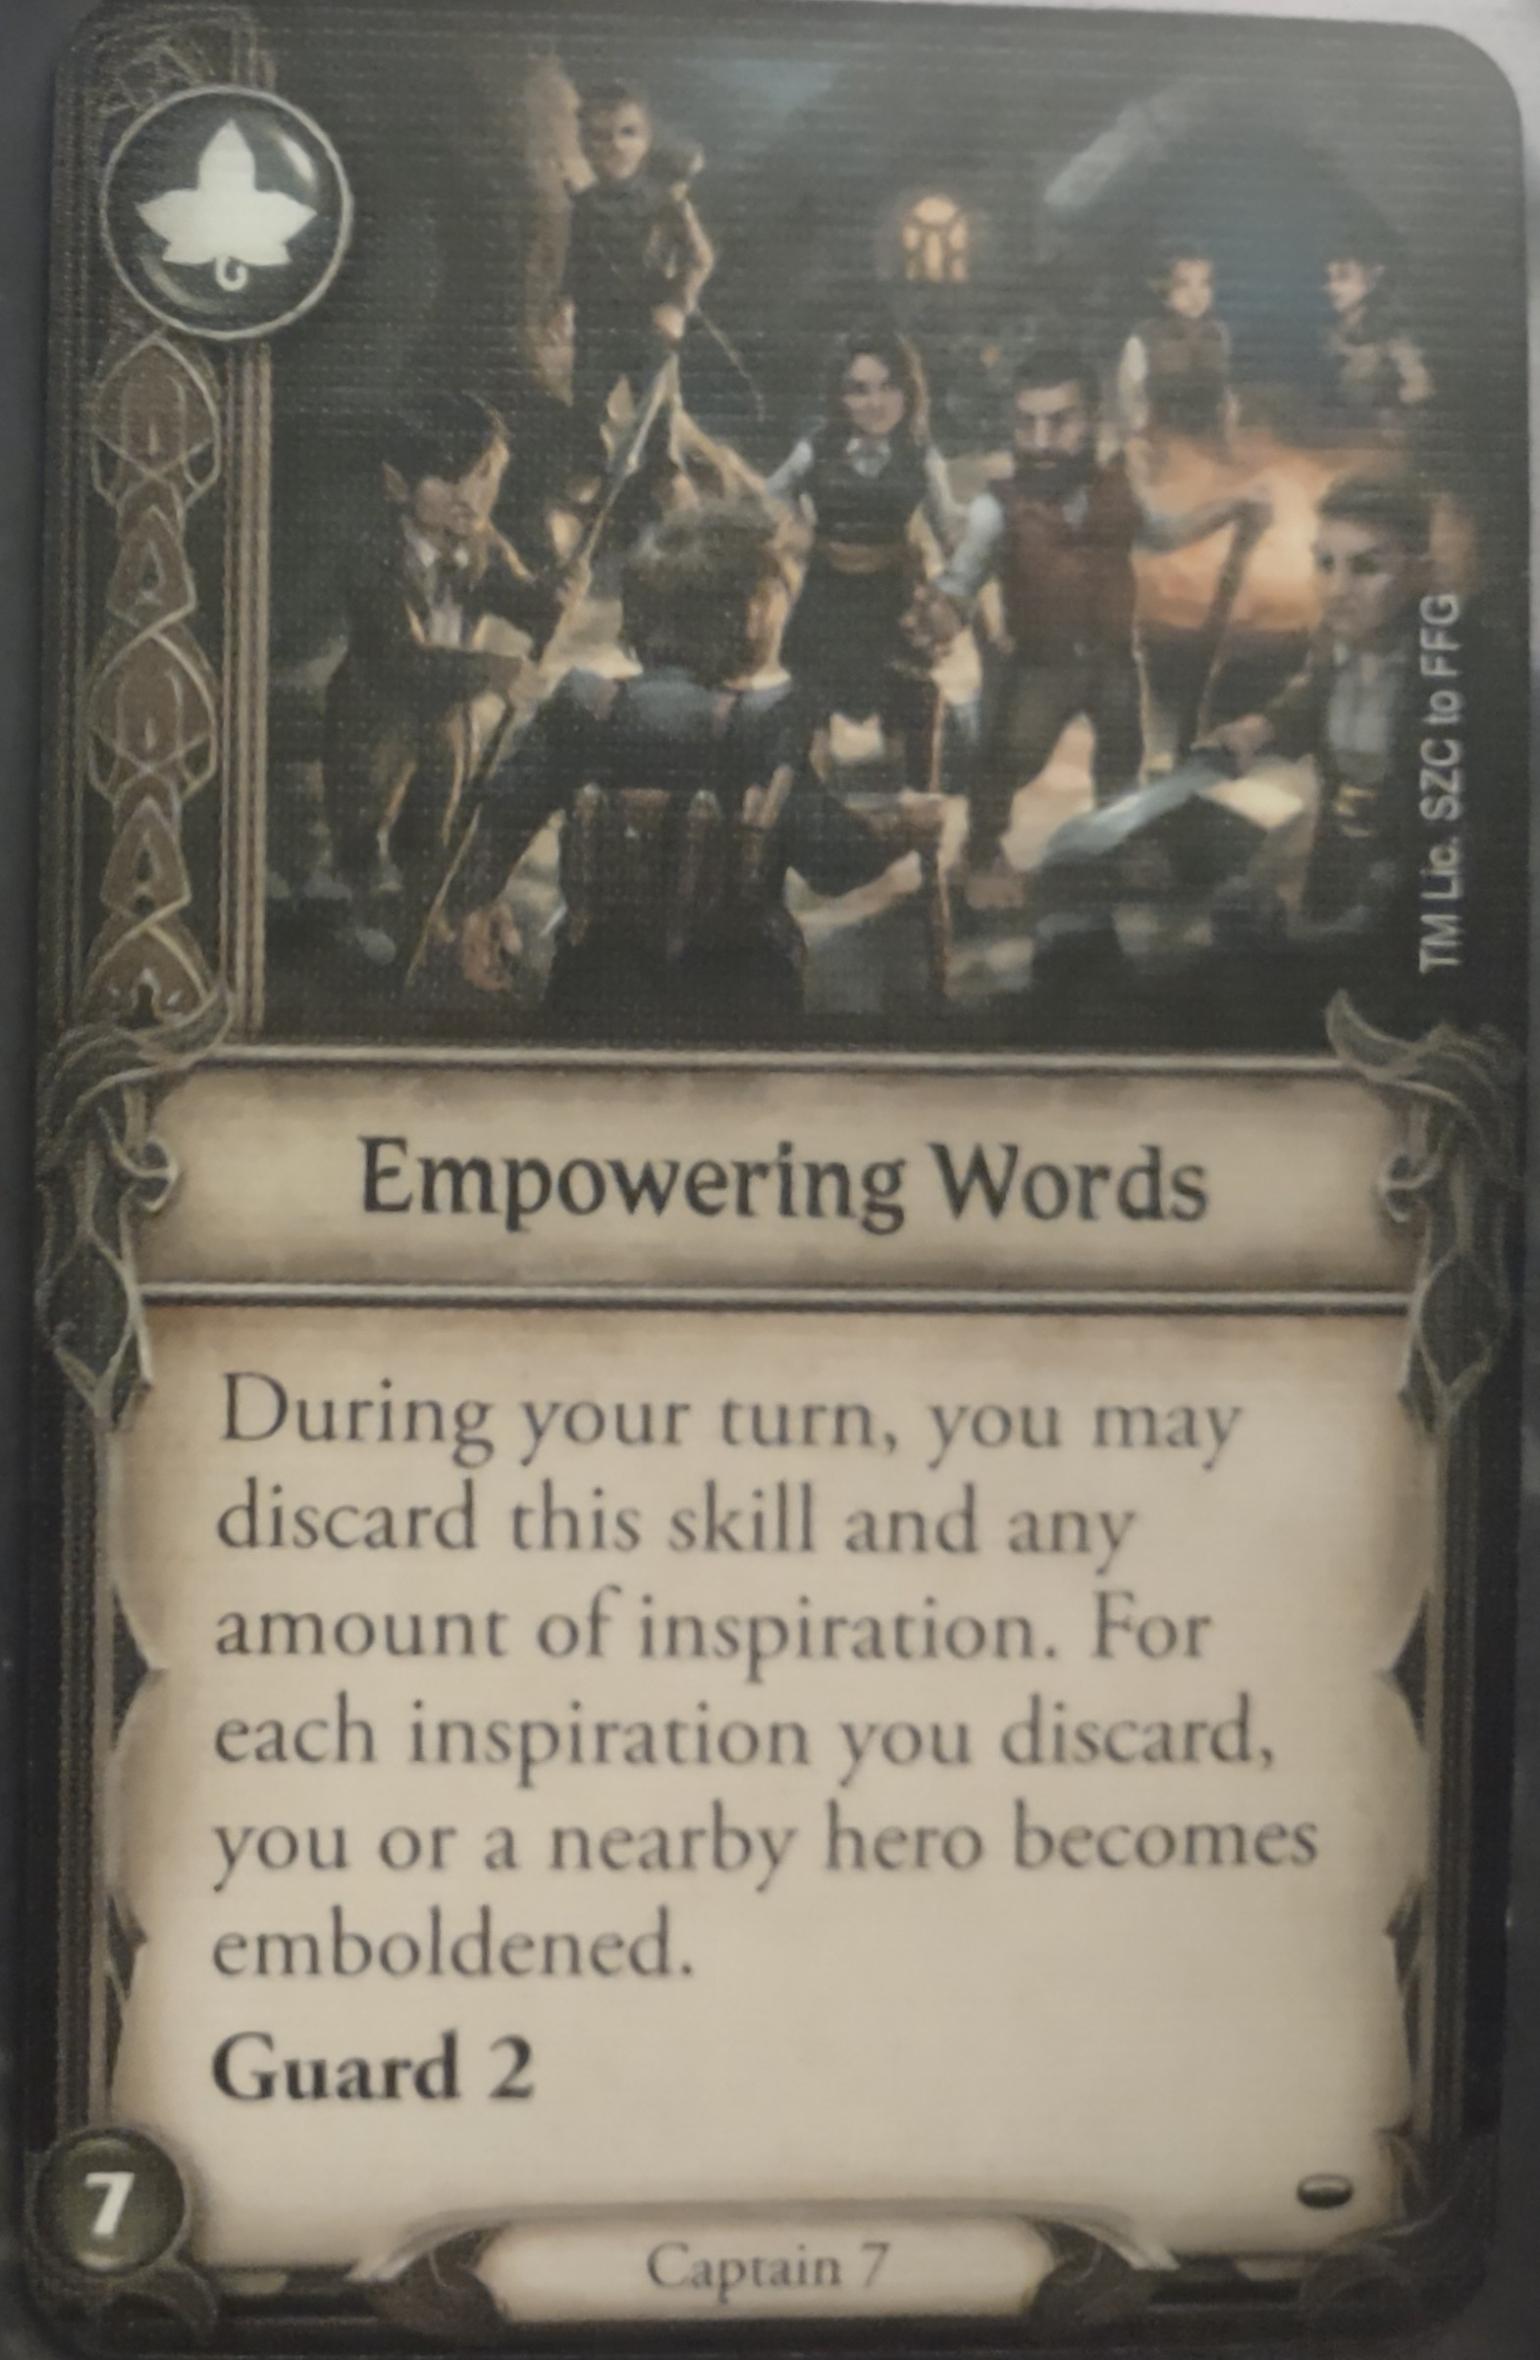 TM Lic. SZC to FFG
Empowering Words
During your turn, you may
discard this skill and any
amount of inspiration. For
each inspiration you discard,
you or a nearby hero becomes
emboldened.
Guard 2
7
Captain 7